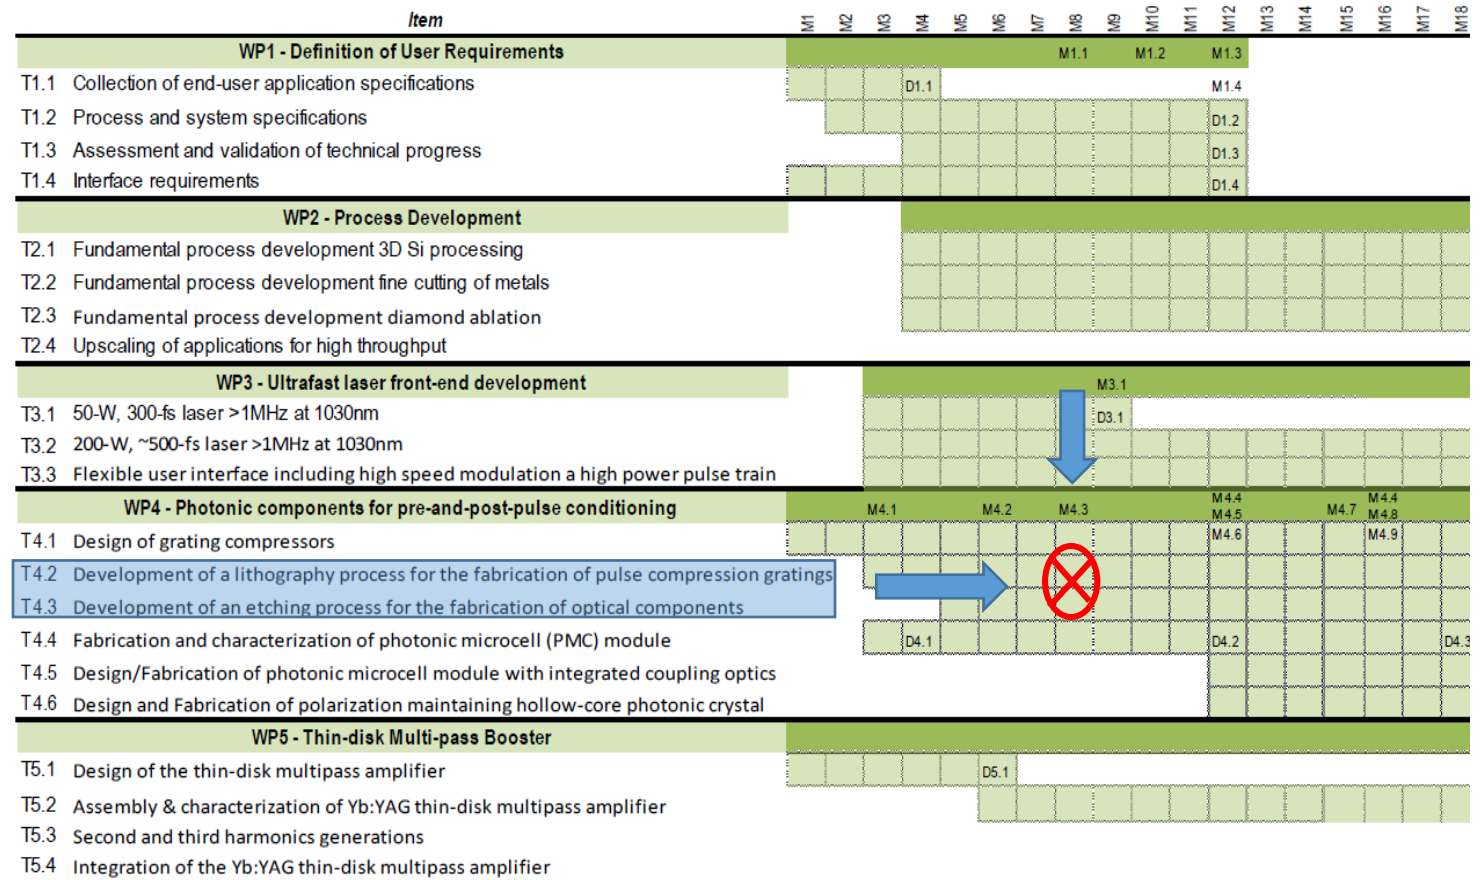 Item M1 M2 M3 M4 M5 M6 M7 M8 M9 M10 M11 M12 M13 M14 M15 M16 M17 M18
WP1 - Definition of User Requirements M1.1 M1.2 M1.3
T1.1 Collection of end-user application specifications D1.1 M1.4
T1.2 Process and system specifications D1.2
T1.3 Assessment and validation of technical progress D1.3
T1.4 Interface requirements D1.4
WP2 - Process Development
T2.1 Fundamental process development 3D Si processing
T2.2 Fundamental process development fine cutting of metals
T2.3 Fundamental process development diamond ablation
T2.4 Upscaling of applications for high throughput
WP3 - Ultrafast laser front-end development M3.1
T3.1 50-W, 300-fs laser >1MHz at 1030nm D3.1
T3.2 200-W, ~500-fs laser >1MHz at 1030nm
T3.3 Flexible user interface including high speed modulation a high power pulse train
M4.4 M4.4
WP4 - Photonic components for pre-and-post-pulse conditioning M4.1 M4.2 M4.3 M4.5 M4.7 M4.8
T4.1 Design of grating compressors M4.6 M4.9
T4.2 Development of a lithography process for the fabrication of pulse compression gratings
T4.3 Development of an etching process for the fabrication of optical components
T4.4 Fabrication and characterization of photonic microcell (PMC) module D4.1 D4.2 D4.3
T4.5 Design/Fabrication of photonic microcell module with integrated coupling optics
T4.6 Design and Fabrication of polarization maintaining hollow-core photonic crystal
WP5 - Thin-disk Multi-pass Booster
T5.1 Design of the thin-disk multipass amplifier D5.1
T5.2 Assembly & characterization of Yb:YAG thin-disk multipass amplifier
T5.3 Second and third harmonics generations
T5.4 Integration of the Yb:YAG thin-disk multipass amplifier